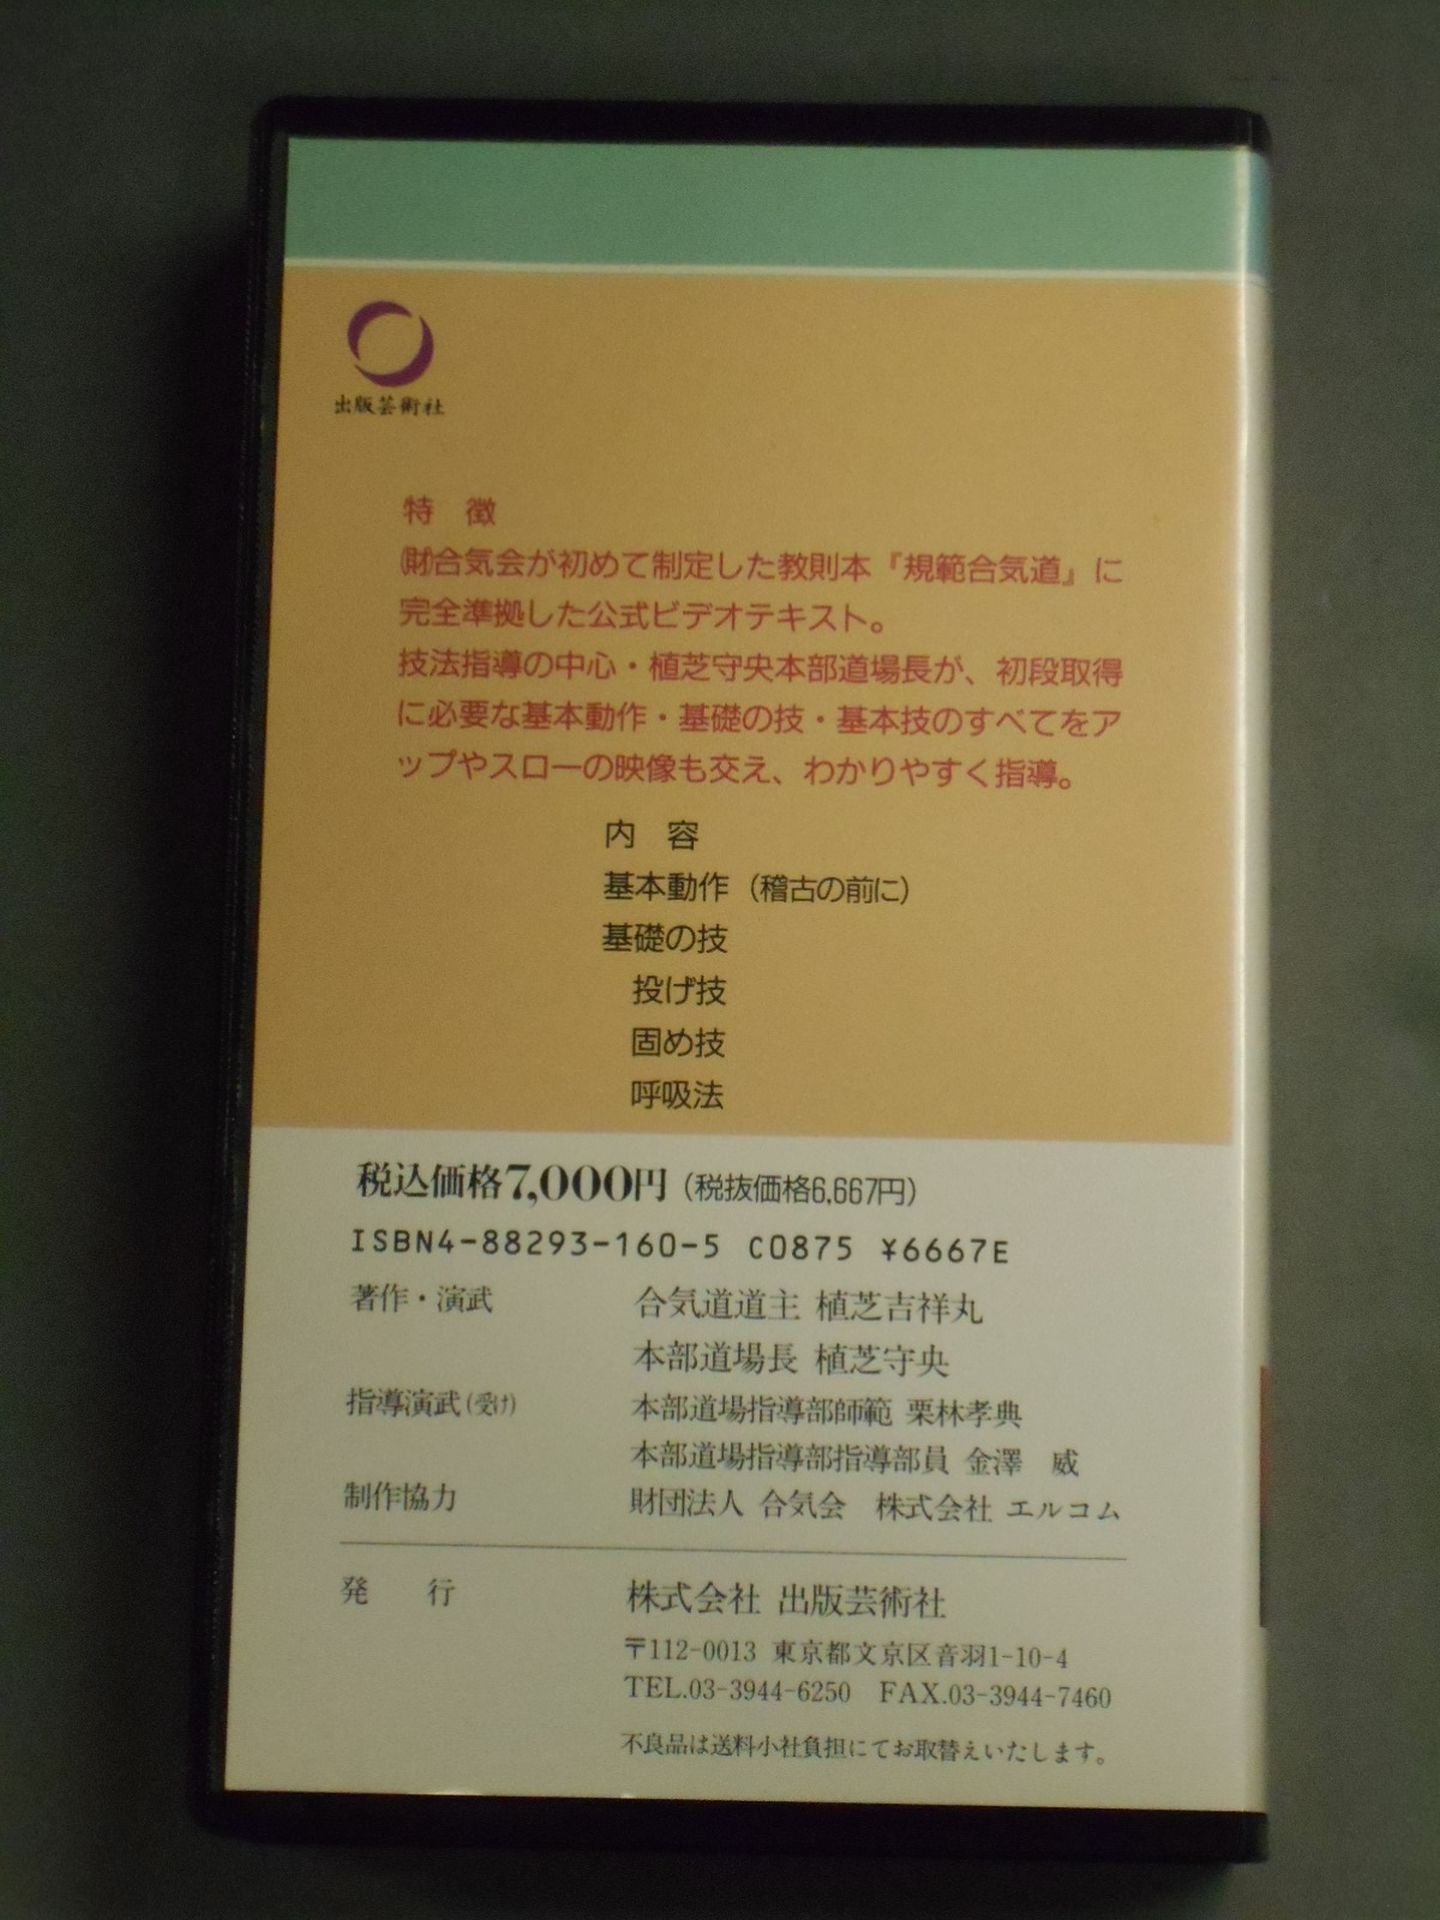 出版芸術社
特　徴
㈶合気会が初めて制定した教則本『規範合気道』に
完全準拠した公式ビデオテキスト。
技法指導の中心・植芝守央本部道場長が、初段取得
に必要な基本動作・基礎の技・基本技のすべてをア
ップやスローの映像も交え、わかりやすく指導。
内　容
基本動作（稽古の前に）
基礎の技
投げ技
固め技
呼吸法
税込価格7,000円（税抜価格6,667円）
ISBN4-88293-160-5 C0875 ¥6667E
著作・演武　合気道道主 植芝吉祥丸
本部道場長 植芝守央
指導演武（受け）　本部道場指導部師範 栗林孝典
本部道場指導部指導部員 金澤　威
制作協力　財団法人 合気会　株式会社 エルコム
発　行　株式会社 出版芸術社
〒112-0013 東京都文京区音羽1-10-4
TEL.03-3944-6250　FAX.03-3944-7460
不良品は送料小社負担にてお取替えいたします。